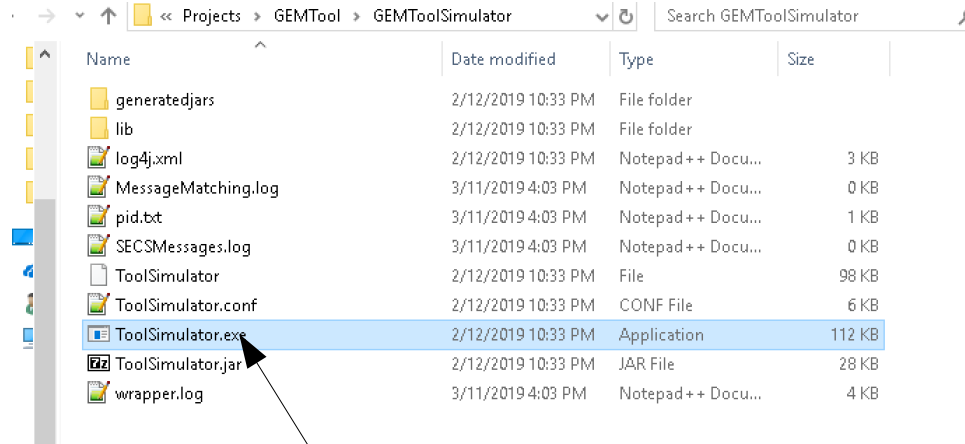 « Projects > GEMTool > GEMToolSimulator Search GEMToolSimulator
Name Date modified Type Size
generatedjars 2/12/2019 10:33 PM File folder
lib 2/12/2019 10:33 PM File folder
log4j.xml 2/12/2019 10:33 PM Notepad++ Docu... 3 KB
MessageMatching.log 3/11/2019 4:03 PM Notepad++ Docu... 0 KB
pid.txt 3/11/2019 4:03 PM Notepad++ Docu... 1 KB
SECSMessages.log 3/11/2019 4:03 PM Notepad++ Docu... 0 KB
ToolSimulator 2/12/2019 10:33 PM File 98 KB
ToolSimulator.conf 2/12/2019 10:33 PM CONF File 6 KB
ToolSimulator.exe 2/12/2019 10:33 PM Application 112 KB
7z ToolSimulator.jar 2/12/2019 10:33 PM JAR File 28 KB
wrapper.log 3/11/2019 4:03 PM Notepad++ Docu... 4 KB